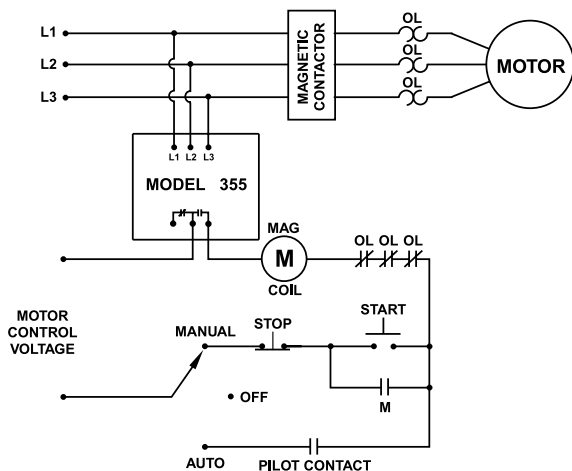 L1
L2
L3
MAGNETIC
CONTACTOR
OL
OL
OL
MOTOR
L1 L2 L3
MODEL 355
MAG
M
COIL
OL OL OL
MOTOR
CONTROL
VOLTAGE
MANUAL
STOP
START
M
OFF
AUTO
PILOT CONTACT